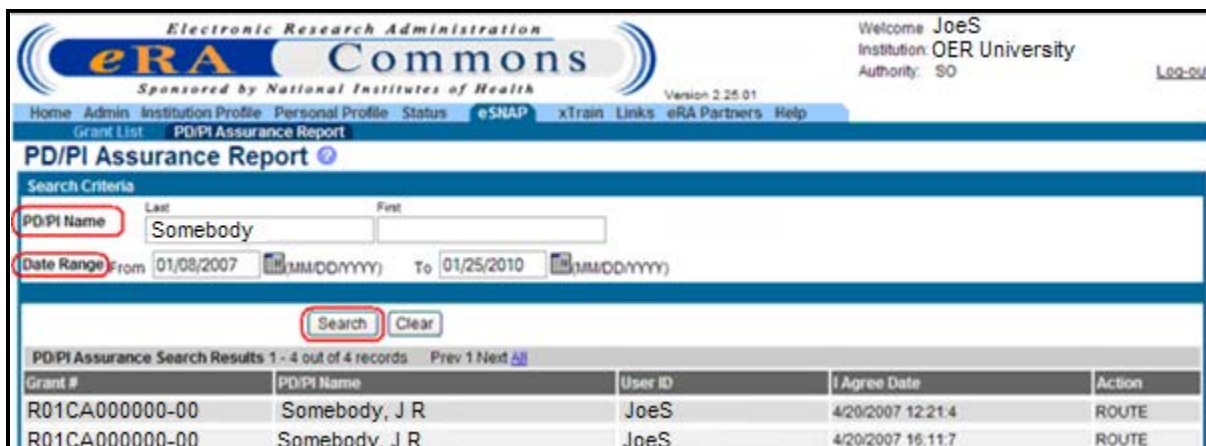 Electronic Research Administration
eRA Commons
Sponsored by National Institutes of Health
Version 2.25.01
Welcome JoeS
Institution: OER University
Authority: SO
Log-ou
Home Admin Institution Profile Personal Profile Status eSNAP xTrain Links eRA Partners Help
Grant List PD/PI Assurance Report
PD/PI Assurance Report ?
Search Criteria
Last First
PD/PI Name Somebody
Date Range From 01/08/2007 (MM/DD/YYYY) To 01/25/2010 (MM/DD/YYYY)
Search Clear
PD/PI Assurance Search Results 1 - 4 out of 4 records Prev 1 Next All
Grant # PD/PI Name User ID I Agree Date Action
R01CA000000-00 Somebody, J R JoeS 4/20/2007 12:21:4 ROUTE
R01CA000000-00 Somebody, J R JoeS 4/20/2007 16:11:7 ROUTE